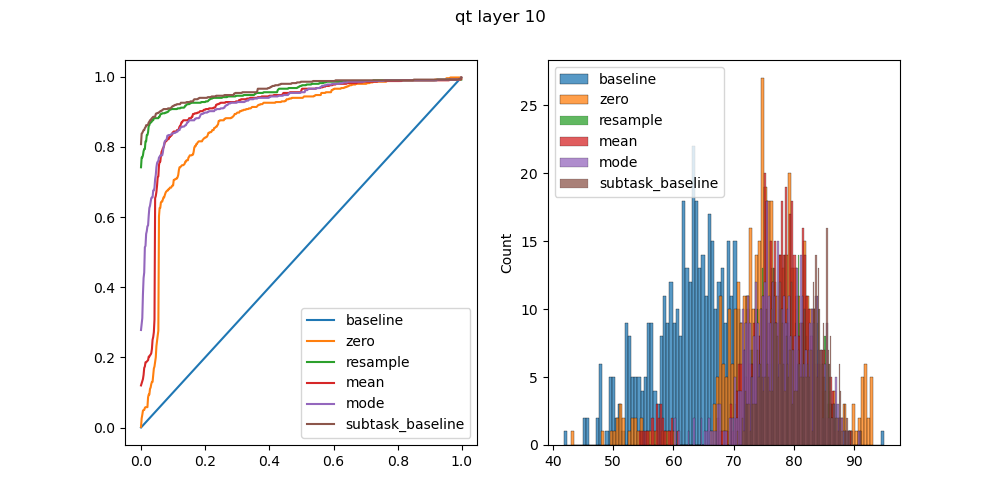 qt layer 10
1.0
0.8
0.6
0.4
0.2
0.0
0.0 0.2 0.4 0.6 0.8 1.0
baseline
zero
resample
mean
mode
subtask_baseline
Count
25
20
15
10
5
0
40 50 60 70 80 90
baseline
zero
resample
mean
mode
subtask_baseline